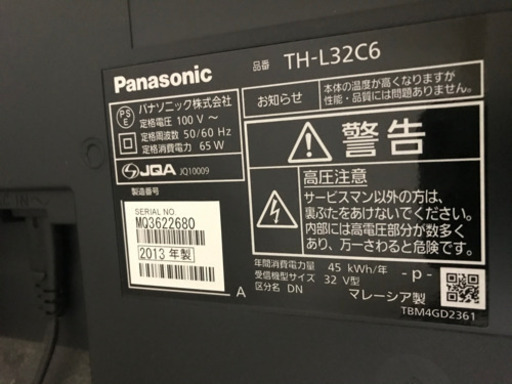 Panasonic
品番 TH-L32C6
PS
E
パナソニック株式会社
定格電圧 100 V ～
定格周波数 50/60 Hz
定格消費電力 65 W
JQA JQ10009
製造番号
SERIAL NO.
MQ3622680
2013 年製
A
お知らせ
本体の温度が高くなりますが
性能・品質には問題ありません。
警告
高圧注意
サービスマン以外の方は、
裏ぶたをあけないでください。
内部には高電圧部分が数多く
あり、万一さわると危険です。
年間消費電力量 45 kWh/年
受信機型サイズ 32 V型
区分名 DN
-p-
マレーシア製
TBM4GD2361